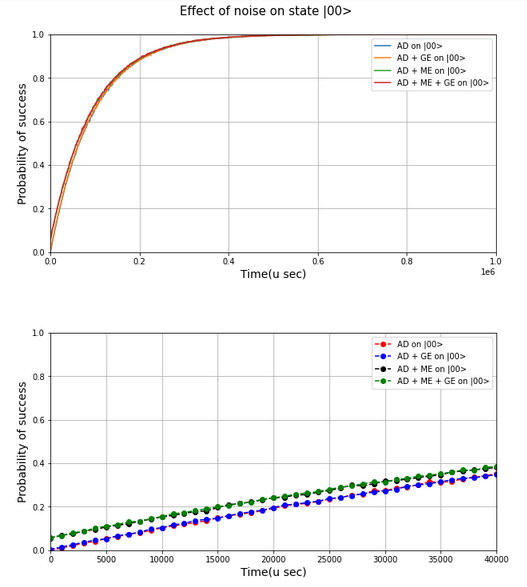 Effect of noise on state |00>
1.0
0.8
0.6
0.4
0.2
0.0
Probability of success
AD on |00>
AD + GE on |00>
AD + ME on |00>
AD + ME + GE on |00>
0.0 0.2 0.4 0.6 0.8 1.0
1e6
Time(u sec)
1.0
0.8
0.6
0.4
0.2
0.0
Probability of success
AD on |00>
AD + GE on |00>
AD + ME on |00>
AD + ME + GE on |00>
0 5000 10000 15000 20000 25000 30000 35000 40000
Time(u sec)